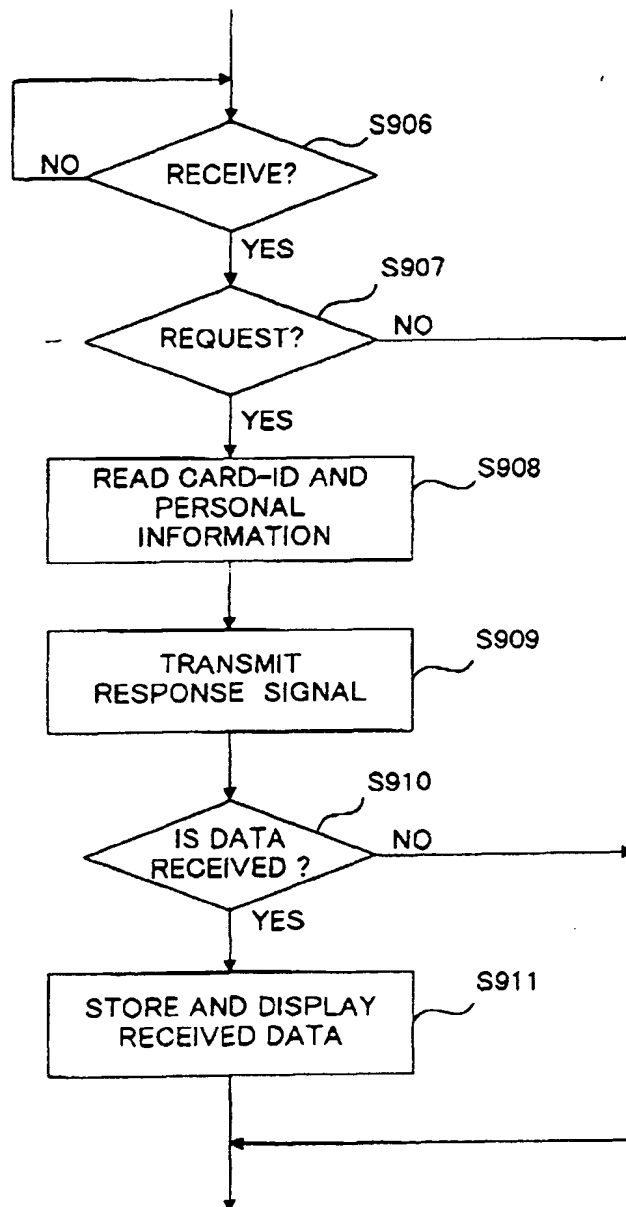 S906
NO
RECEIVE?
YES
S907
REQUEST?
NO
YES
S908
READ CARD-ID AND
PERSONAL
INFORMATION
S909
TRANSMIT
RESPONSE SIGNAL
S910
IS DATA
RECEIVED ?
NO
YES
S911
STORE AND DISPLAY
RECEIVED DATA